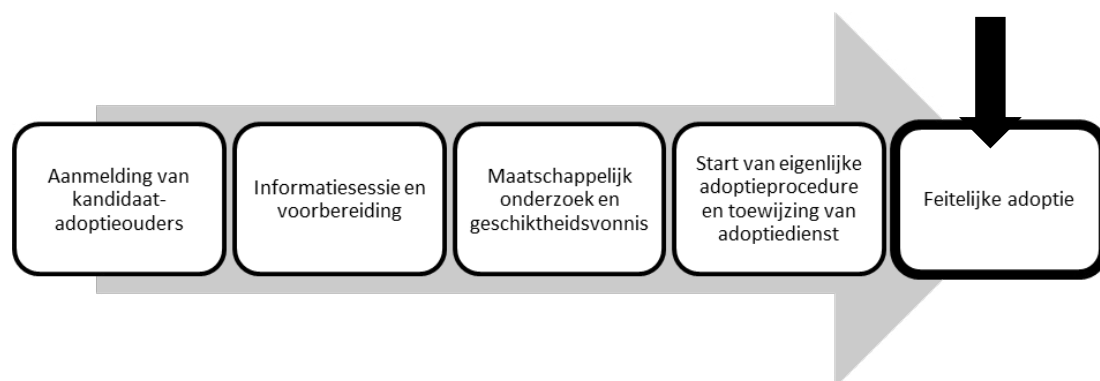 Aanmelding van
kandidaat-
adoptieouders
Informatiesessie en
voorbereiding
Maatschappelijk
onderzoek en
geschiktheidsvonnis
Start van eigenlijke
adoptieprocedure
en toewijzing van
adoptiedienst
Feitelijke adoptie